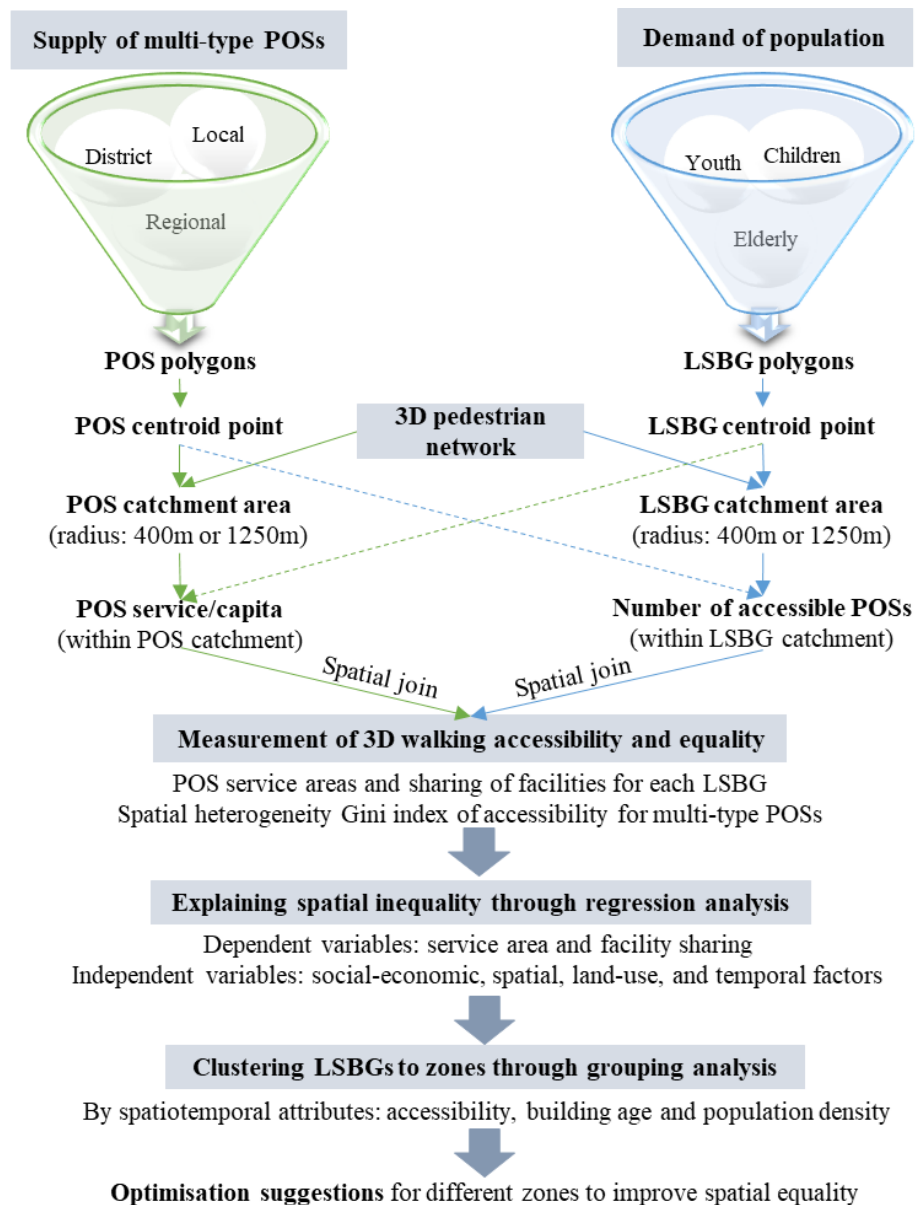 Supply of multi-type POSs
Demand of population
District
Local
Regional
Youth
Children
Elderly
POS polygons
LSBG polygons
POS centroid point
3D pedestrian
network
LSBG centroid point
POS catchment area
(radius: 400m or 1250m)
LSBG catchment area
(radius: 400m or 1250m)
POS service/capita
(within POS catchment)
Number of accessible POSs
(within LSBG catchment)
Spatial join
Spatial join
Measurement of 3D walking accessibility and equality
POS service areas and sharing of facilities for each LSBG
Spatial heterogeneity Gini index of accessibility for multi-type POSs
Explaining spatial inequality through regression analysis
Dependent variables: service area and facility sharing
Independent variables: social-economic, spatial, land-use, and temporal factors
Clustering LSBGs to zones through grouping analysis
By spatiotemporal attributes: accessibility, building age and population density
Optimisation suggestions for different zones to improve spatial equality